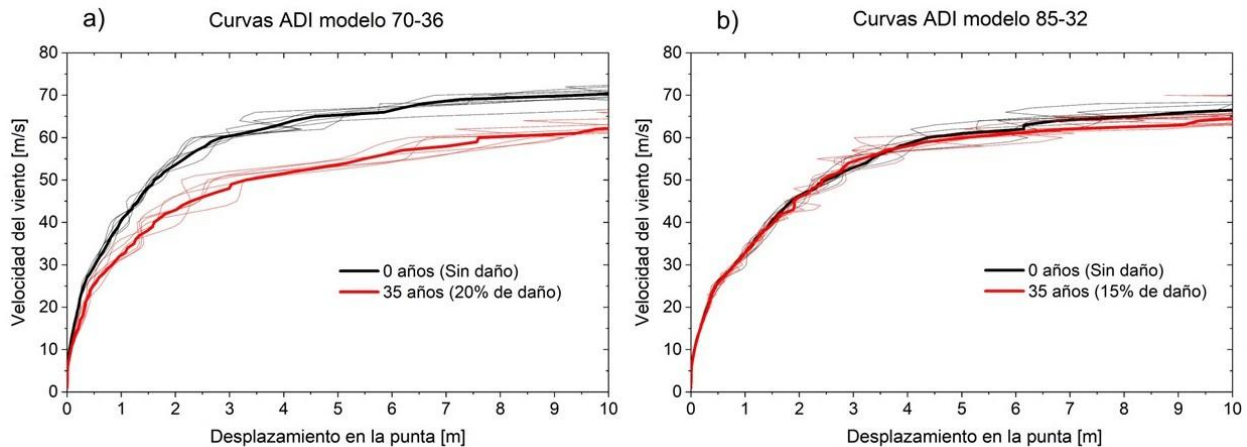 a)
Curvas ADI modelo 70-36
Velocidad del viento [m/s]
80
70
60
50
40
30
20
10
0
0 años (Sin daño)
35 años (20% de daño)
0 1 2 3 4 5 6 7 8 9 10
Desplazamiento en la punta [m]
b)
Curvas ADI modelo 85-32
Velocidad del viento [m/s]
80
70
60
50
40
30
20
10
0
0 años (Sin daño)
35 años (15% de daño)
0 1 2 3 4 5 6 7 8 9 10
Desplazamiento en la punta [m]